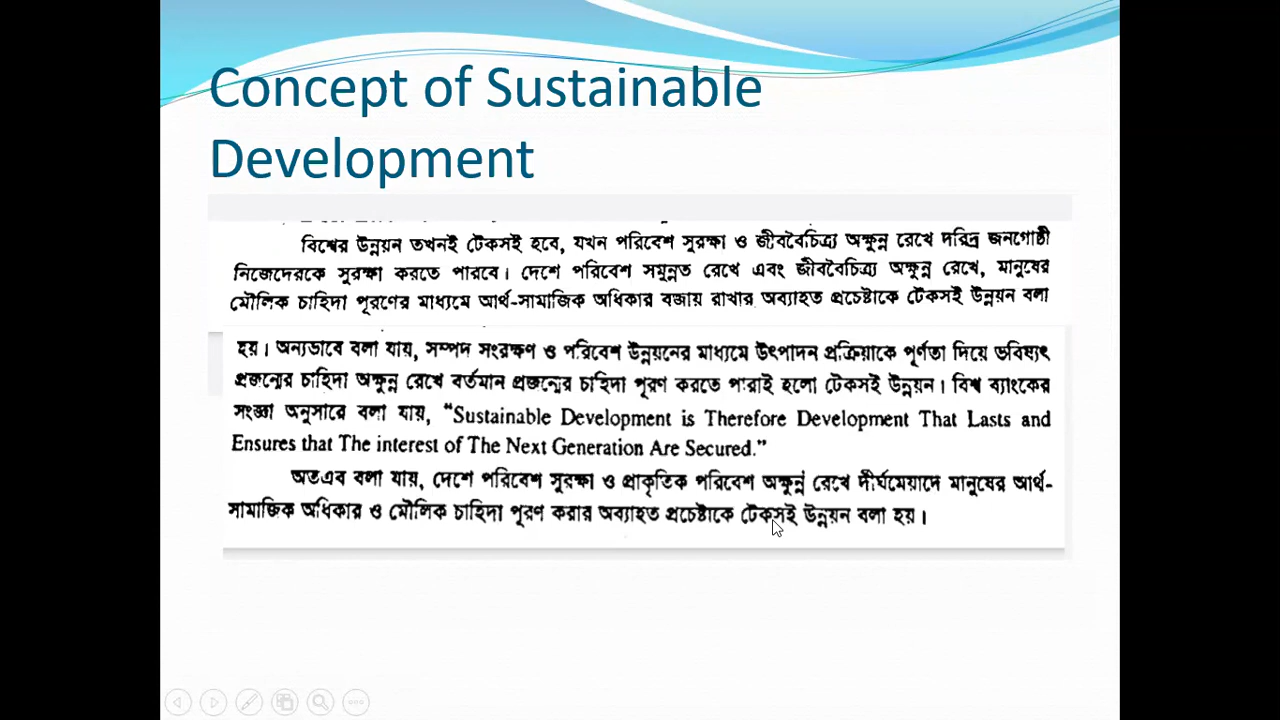 Concept of Sustainable
Development
বিশ্বের উন্নয়ন তখনই টেকসই হবে, যখন পরিবেশ সুরক্ষা ও জীববৈচিত্র্য অক্ষুন্ন রেখে দরিদ্র জনগোষ্ঠী
নিজেদেরকে সুরক্ষা করতে পারবে। দেশে পরিবেশ সমুন্নত রেখে এবং জীববৈচিত্র্য অক্ষুন্ন রেখে, মানুষের
মৌলিক চাহিদা পূরণের মাধ্যমে আর্থ-সামাজিক অধিকার বজায় রাখার অব্যাহত প্রচেষ্টাকে টেকসই উন্নয়ন বলা
হয়। অন্যভাবে বলা যায়, সম্পদ সংরক্ষণ ও পরিবেশ উন্নয়নের মাধ্যমে উৎপাদন প্রক্রিয়াকে পূর্ণতা দিয়ে ভবিষ্যৎ
প্রজন্মের চাহিদা অক্ষুন্ন রেখে বর্তমান প্রজন্মের চাহিদা পূরণ করতে পারাই হলো টেকসই উন্নয়ন। বিশ্ব ব্যাংকের
সংজ্ঞা অনুসারে বলা যায়, “Sustainable Development is Therefore Development That Lasts and
Ensures that The interest of The Next Generation Are Secured.”
অতএব বলা যায়, দেশে পরিবেশ সুরক্ষা ও প্রাকৃতিক পরিবেশ অক্ষুন্ন রেখে দীর্ঘমেয়াদে মানুষের আর্থ-
সামাজিক অধিকার ও মৌলিক চাহিদা পূরণ করার অব্যাহত প্রচেষ্টাকে টেকসই উন্নয়ন বলা হয়।